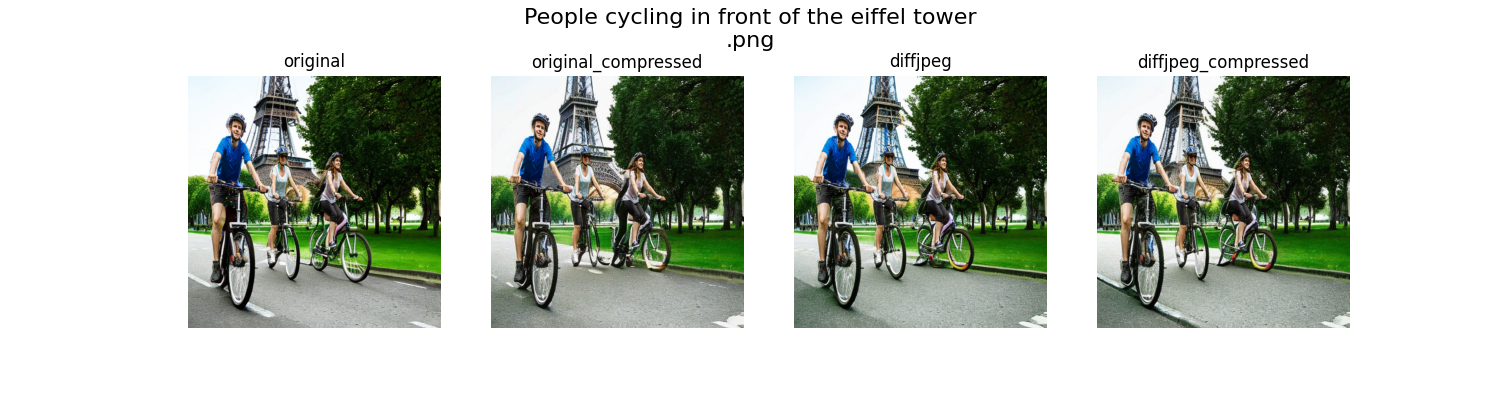 People cycling in front of the eiffel tower
.png
original
original_compressed
diffjpeg
diffjpeg_compressed